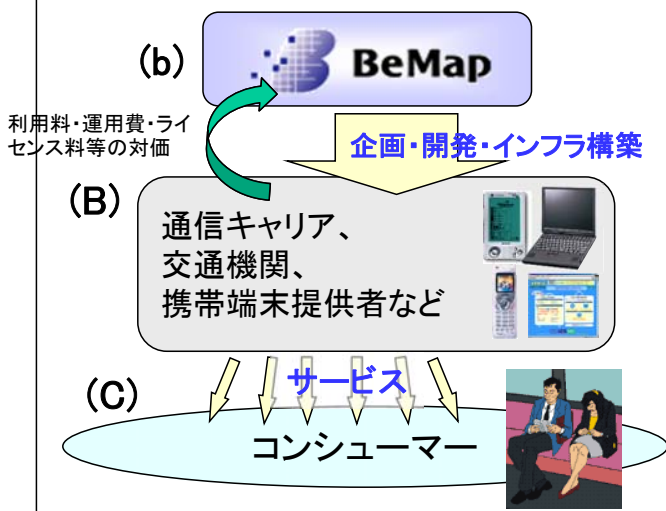 (b)
BeMap
利用料・運用費・ライ
センス料等の対価
企画・開発・インフラ構築
(B)
通信キャリア、
交通機関、
携帯端末提供者など
サービス
(C)
コンシューマー